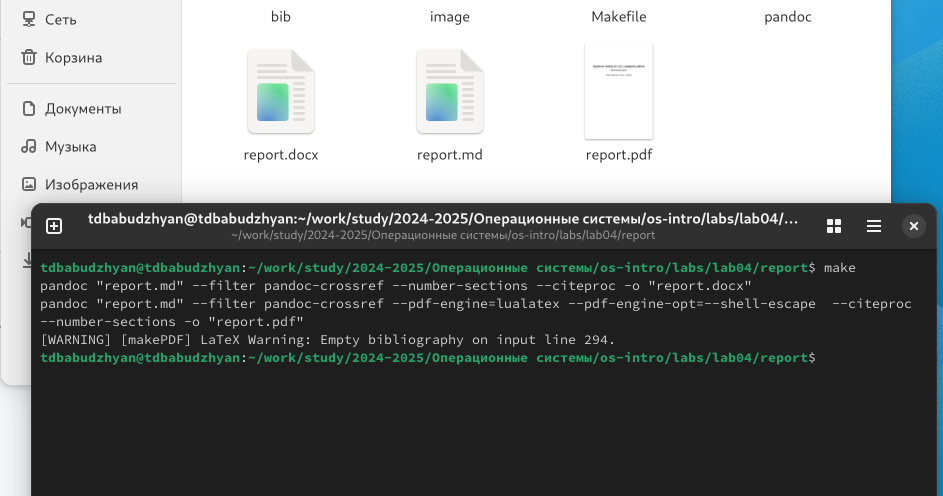 Сеть
Корзина
Документы
Музыка
Изображения
bib
image
Makefile
pandoc
report.docx
report.md
report.pdf
tdbabudzhyan@tdbabudzhyan:~/work/study/2024-2025/Операционные системы/os-intro/labs/lab04/...
~/work/study/2024-2025/Операционные системы/os-intro/labs/lab04/report
tdbabudzhyan@tdbabudzhyan:~/work/study/2024-2025/Операционные системы/os-intro/labs/lab04/report$ make
pandoc "report.md" --filter pandoc-crossref --number-sections --citeproc -o "report.docx"
pandoc "report.md" --filter pandoc-crossref --pdf-engine=lualatex --pdf-engine-opt=--shell-escape  --citeproc
--number-sections -o "report.pdf"
[WARNING] [makePDF] LaTeX Warning: Empty bibliography on input line 294.
tdbabudzhyan@tdbabudzhyan:~/work/study/2024-2025/Операционные системы/os-intro/labs/lab04/report$